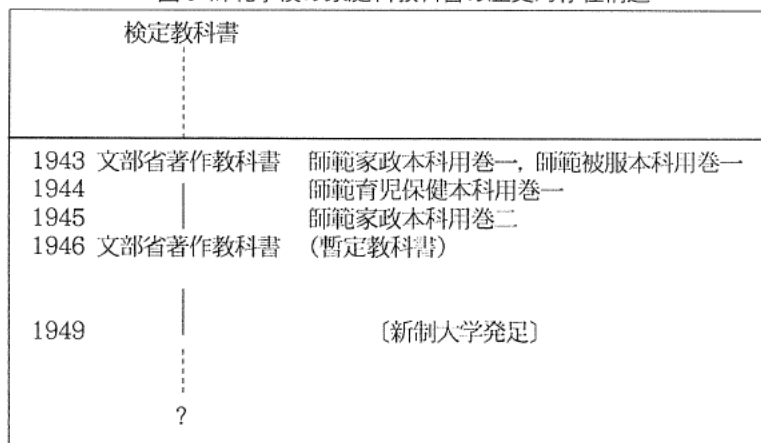 検定教科書
1943 文部省著作教科書 師範家政本科用巻一，師範被服本科用巻一
1944 師範育児保健本科用巻一
1945 師範家政本科用巻二
1946 文部省著作教科書 (暫定教科書)
1949 〔新制大学発足〕
?